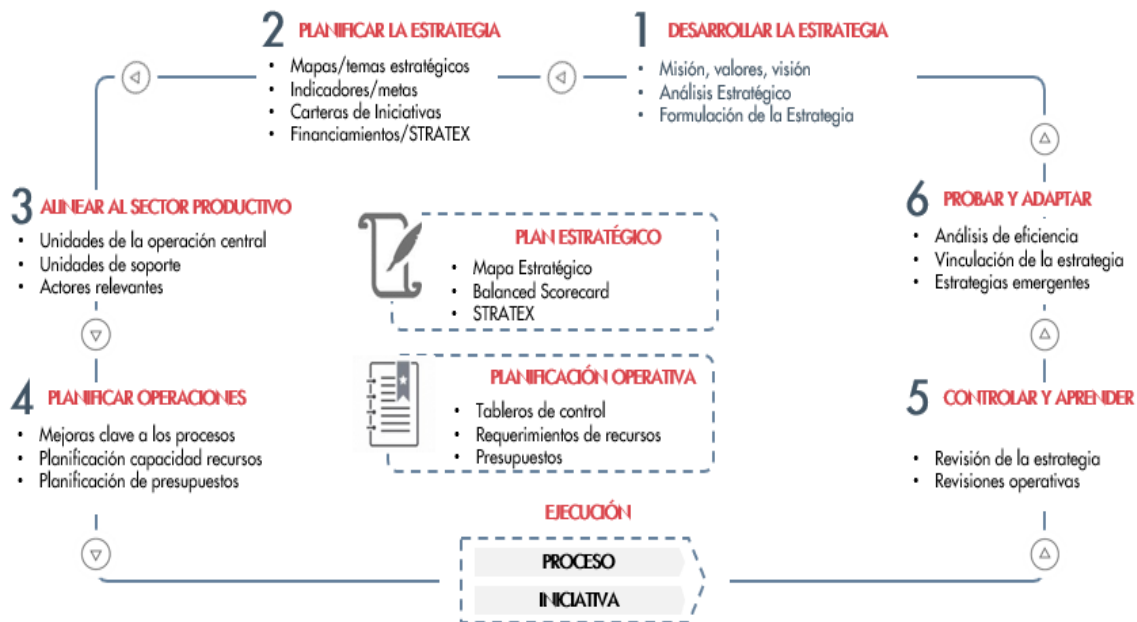 1 DESARROLLAR LA ESTRATEGIA
• Misión, valores, visión
• Análisis Estratégico
• Formulación de la Estrategia
2 PLANIFICAR LA ESTRATEGIA
• Mapas/temas estratégicos
• Indicadores/metas
• Carteras de Iniciativas
• Financiamientos/STRATEX
3 ALINEAR AL SECTOR PRODUCTIVO
• Unidades de la operación central
• Unidades de soporte
• Actores relevantes
4 PLANIFICAR OPERACIONES
• Mejoras clave a los procesos
• Planificación capacidad recursos
• Planificación de presupuestos
PLAN ESTRATÉGICO
• Mapa Estratégico
• Balanced Scorecard
• STRATEX
PLANIFICACIÓN OPERATIVA
• Tableros de control
• Requerimientos de recursos
• Presupuestos
EJECUCIÓN
PROCESO
INICIATIVA
5 CONTROLAR Y APRENDER
• Revisión de la estrategia
• Revisiones operativas
6 PROBAR Y ADAPTAR
• Análisis de eficiencia
• Vinculación de la estrategia
• Estrategias emergentes